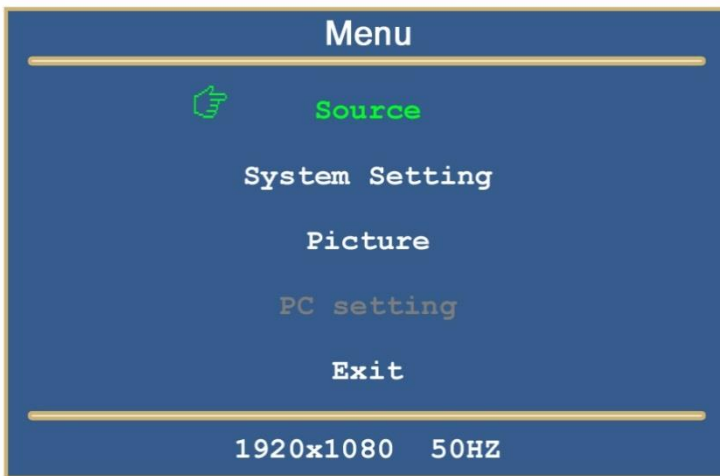 Menu
Source
System Setting
Picture
PC setting
Exit
1920x1080 50HZ